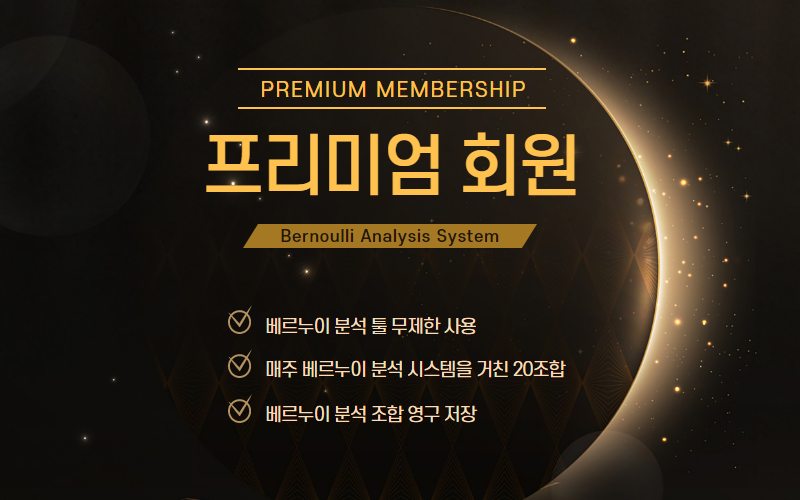 PREMIUM MEMBERSHIP
프리미엄 회원
Bernoulli Analysis System
베르누이 분석 툴 무제한 사용
매주 베르누이 분석 시스템을 거친 20조합
베르누이 분석 조합 영구 저장